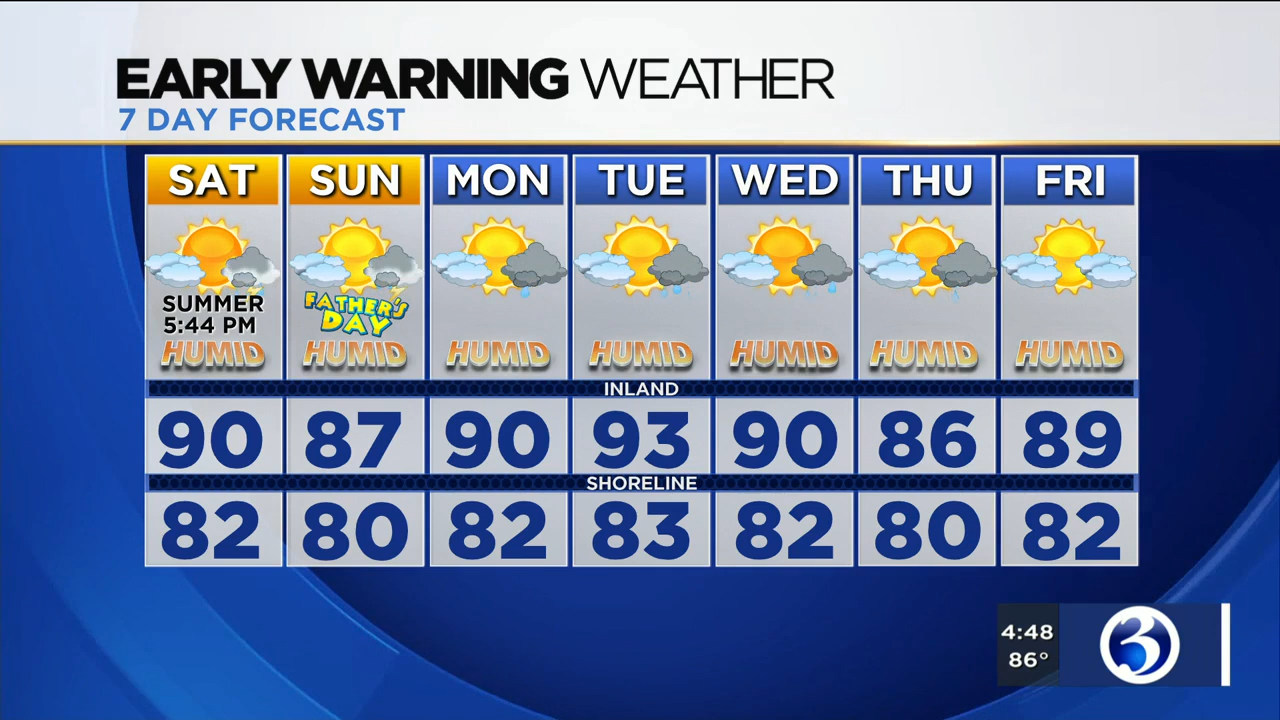 EARLY WARNING WEATHER
7 DAY FORECAST
SAT SUN MON TUE WED THU FRI
SUMMER
5:44 PM
FATHER'S
DAY
HUMID HUMID HUMID HUMID HUMID HUMID HUMID
INLAND
90 87 90 93 90 86 89
SHORELINE
82 80 82 83 82 80 82
4:48
86°
3